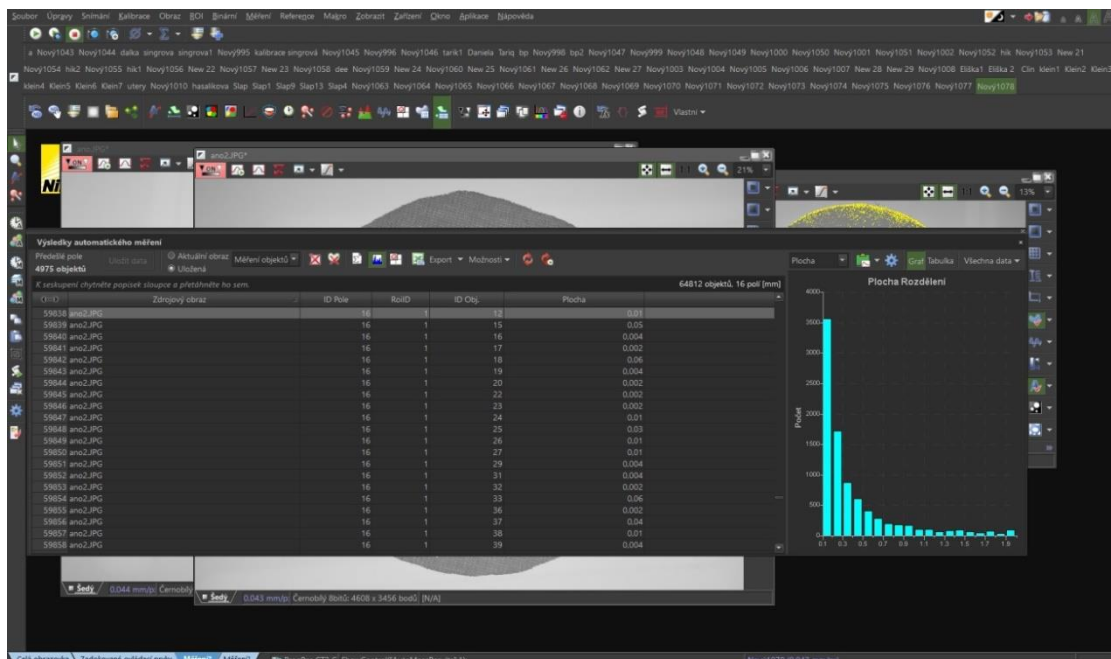 Soubor Úpravy Snímání Kalibrace Obraz ROI Binární Měření Reference Makro Zobrazit Zařízení Okno Aplikace Nápověda
a Nový1043 Nový1044 dalka singrova singrova1 Nový995 kalibrace singrová Nový1045 Nový996 Nový1046 tarik1 Daniela Tariq bp Nový998 bp2 Nový1047 Nový999 Nový1048 Nový1049 Nový1000 Nový1050 Nový1001 Nový1051 Nový1002 Nový1052 hik Nový1053 New 21
Nový1054 hik2 Nový1055 hik1 Nový1056 New 22 Nový1057 New 23 Nový1058 dee Nový1059 New 24 Nový1060 New 25 Nový1061 New 26 Nový1062 New 27 Nový1003 Nový1004 Nový1005 Nový1006 Nový1007 New 28 New 29 Nový1008 Eliška1 Eliška 2 Clin klein1 Klein2 Klein3
klein4 Klein5 Klein6 Klein7 utery Nový1010 hasalikova Slap Slap1 Slap9 Slap13 Slap4 Nový1063 Nový1064 Nový1065 Nový1066 Nový1067 Nový1068 Nový1069 Nový1070 Nový1071 Nový1072 Nový1073 Nový1074 Nový1075 Nový1076 Nový1077 Nový1078
Vlastní
ano2.JPG*
ON
ON
21%
Ni
13%
Výsledky automatického měření
Předešlé pole
4975 objektů
Uložit data
Aktuální obraz
Uložená
Měření objektů
Export
Možnosti
Plocha
Graf Tabulka Všechna data
K seskupení chytněte popisek sloupce a přetáhněte ho sem.
64812 objektů, 16 polí [mm]
Zdrojový obraz ID Pole RoiID ID Obj. Plocha
59838 ano2.JPG 16 1 12 0,01
59839 ano2.JPG 16 1 15 0,05
59840 ano2.JPG 16 1 16 0,004
59841 ano2.JPG 16 1 17 0,002
59842 ano2.JPG 16 1 18 0,06
59843 ano2.JPG 16 1 19 0,004
59844 ano2.JPG 16 1 20 0,002
59845 ano2.JPG 16 1 22 0,002
59846 ano2.JPG 16 1 23 0,002
59847 ano2.JPG 16 1 24 0,01
59848 ano2.JPG 16 1 25 0,03
59849 ano2.JPG 16 1 26 0,01
59850 ano2.JPG 16 1 27 0,01
59851 ano2.JPG 16 1 29 0,004
59852 ano2.JPG 16 1 31 0,004
59853 ano2.JPG 16 1 32 0,002
59854 ano2.JPG 16 1 33 0,06
59855 ano2.JPG 16 1 36 0,002
59856 ano2.JPG 16 1 37 0,04
59857 ano2.JPG 16 1 38 0,01
59858 ano2.JPG 16 1 39 0,004
Plocha Rozdělení
Počet
4000
3500
3000
2500
2000
1500
1000
500
0
0.1 0.3 0.5 0.7 0.9 1.1 1.3 1.5 1.7 1.9
Šedý 0.044 mm/p Černobílý
Šedý 0.043 mm/p Černobílý 8bitů: 4608 x 3456 bodů [N/A]